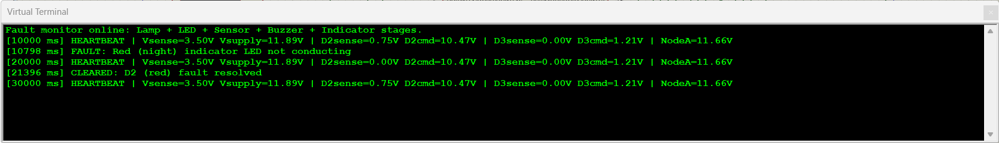 Virtual Terminal
Fault monitor online: Lamp + LED + Sensor + Buzzer + Indicator stages.
[10000 ms] HEARTBEAT | Vsense=3.50V Vsupply=11.89V | D2sense=0.75V D2cmd=10.47V | D3sense=0.00V D3cmd=1.21V | NodeA=11.66V
[10798 ms] FAULT: Red (night) indicator LED not conducting
[20000 ms] HEARTBEAT | Vsense=3.50V Vsupply=11.89V | D2sense=0.00V D2cmd=10.47V | D3sense=0.00V D3cmd=1.21V | NodeA=11.66V
[21396 ms] CLEARED: D2 (red) fault resolved
[30000 ms] HEARTBEAT | Vsense=3.50V Vsupply=11.89V | D2sense=0.75V D2cmd=10.47V | D3sense=0.00V D3cmd=1.21V | NodeA=11.66V